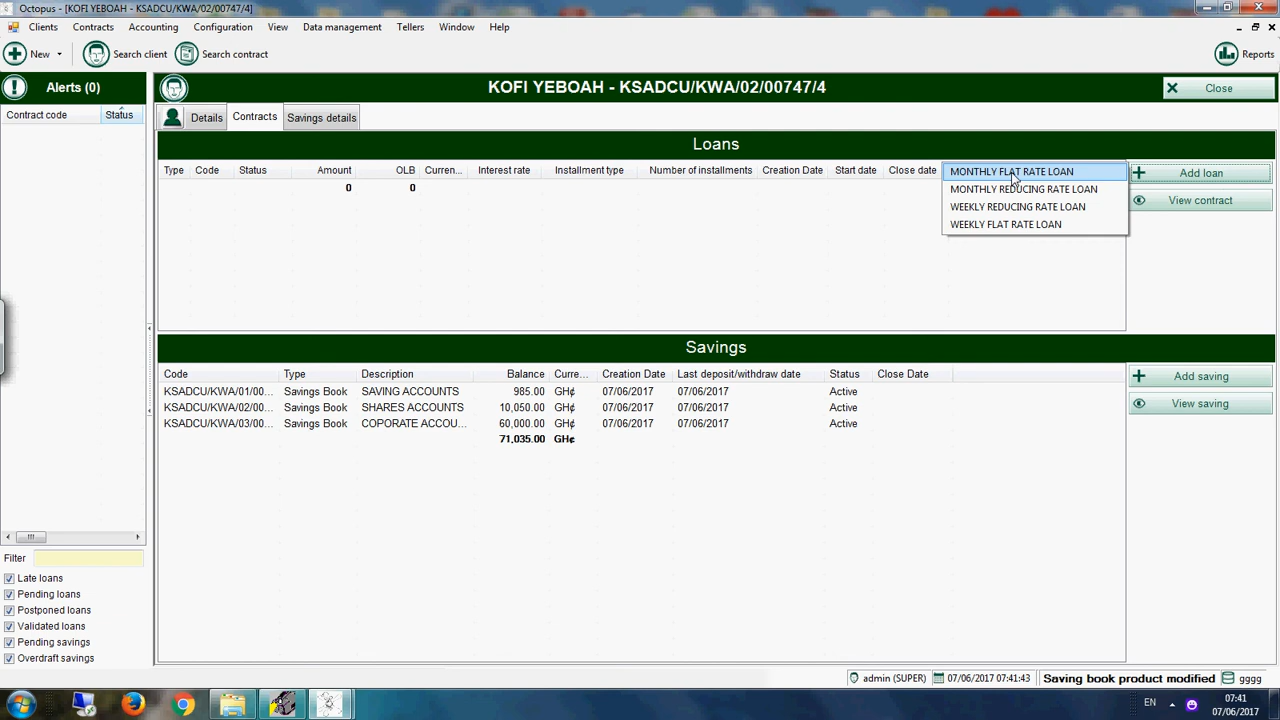 Octopus - [KOFI YEBOAH - KSADCU/KWA/02/00747/4]
Clients Contracts Accounting Configuration View Data management Tellers Window Help
New Search client Search contract Reports
Alerts (0)
KOFI YEBOAH - KSADCU/KWA/02/00747/4
Close
Contract code Status
Details Contracts Savings details
Loans
Type Code Status Amount OLB Curren... Interest rate Installment type Number of installments Creation Date Start date Close date
0 0
MONTHLY FLAT RATE LOAN
MONTHLY REDUCING RATE LOAN
WEEKLY REDUCING RATE LOAN
WEEKLY FLAT RATE LOAN
Add loan
View contract
Savings
Code Type Description Balance Curre... Creation Date Last deposit/withdraw date Status Close Date
KSADCU/KWA/01/00... Savings Book SAVING ACCOUNTS 985.00 GH¢ 07/06/2017 07/06/2017 Active
KSADCU/KWA/02/00... Savings Book SHARES ACCOUNTS 10,050.00 GH¢ 07/06/2017 07/06/2017 Active
KSADCU/KWA/03/00... Savings Book COPORATE ACCOU... 60,000.00 GH¢ 07/06/2017 07/06/2017 Active
71,035.00 GH¢
Add saving
View saving
Filter
Late loans
Pending loans
Postponed loans
Validated loans
Pending savings
Overdraft savings
admin (SUPER) 07/06/2017 07:41:43 Saving book product modified gggg
EN 07:41
07/06/2017